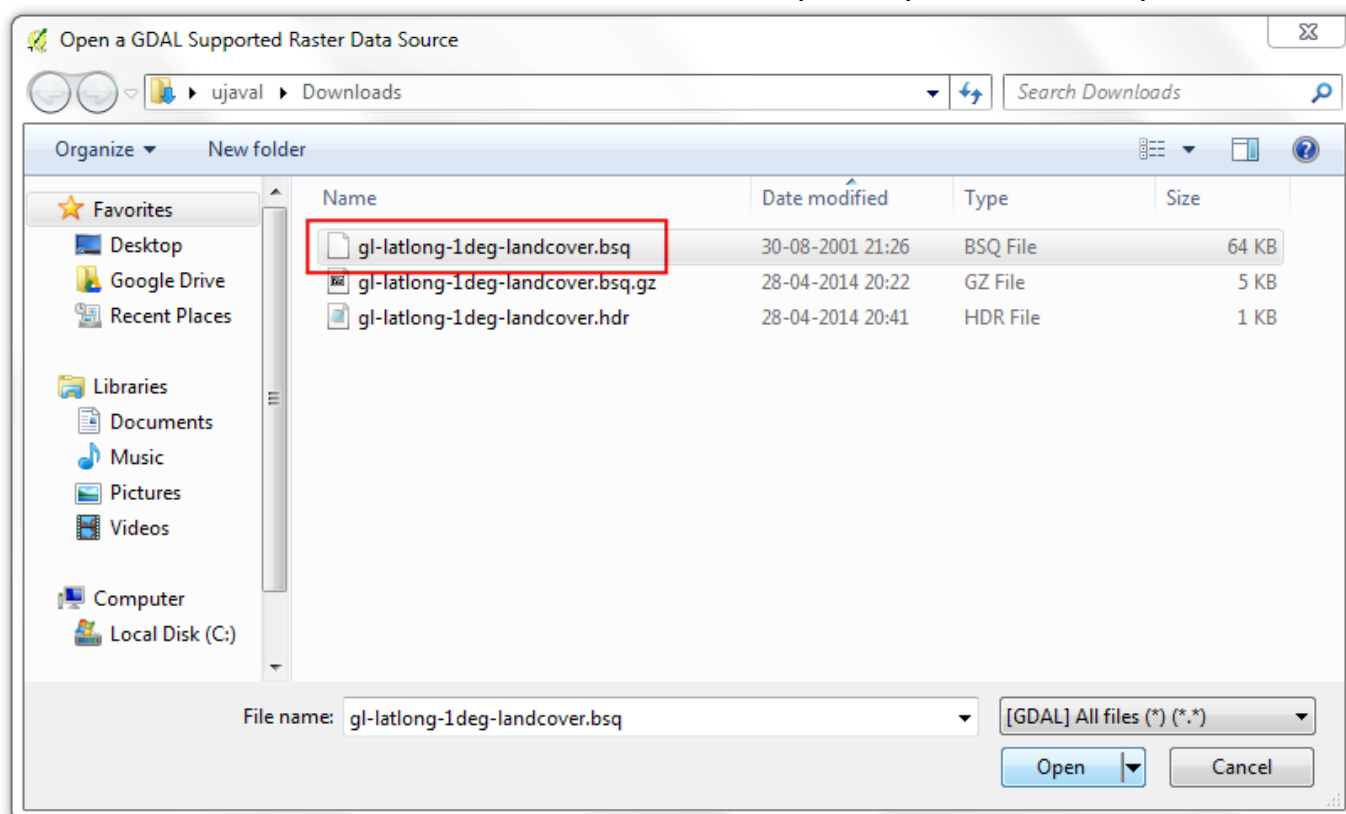 Open a GDAL Supported Raster Data Source
ujaval Downloads Search Downloads
Organize New folder
Name Date modified Type Size
Favorites
Desktop
Google Drive
Recent Places
Libraries
Documents
Music
Pictures
Videos
Computer
Local Disk (C:)
gl-latlong-1deg-landcover.bsq 30-08-2001 21:26 BSQ File 64 KB
gl-latlong-1deg-landcover.bsq.gz 28-04-2014 20:22 GZ File 5 KB
gl-latlong-1deg-landcover.hdr 28-04-2014 20:41 HDR File 1 KB
File name: gl-latlong-1deg-landcover.bsq [GDAL] All files (*) (*.*)
Open Cancel